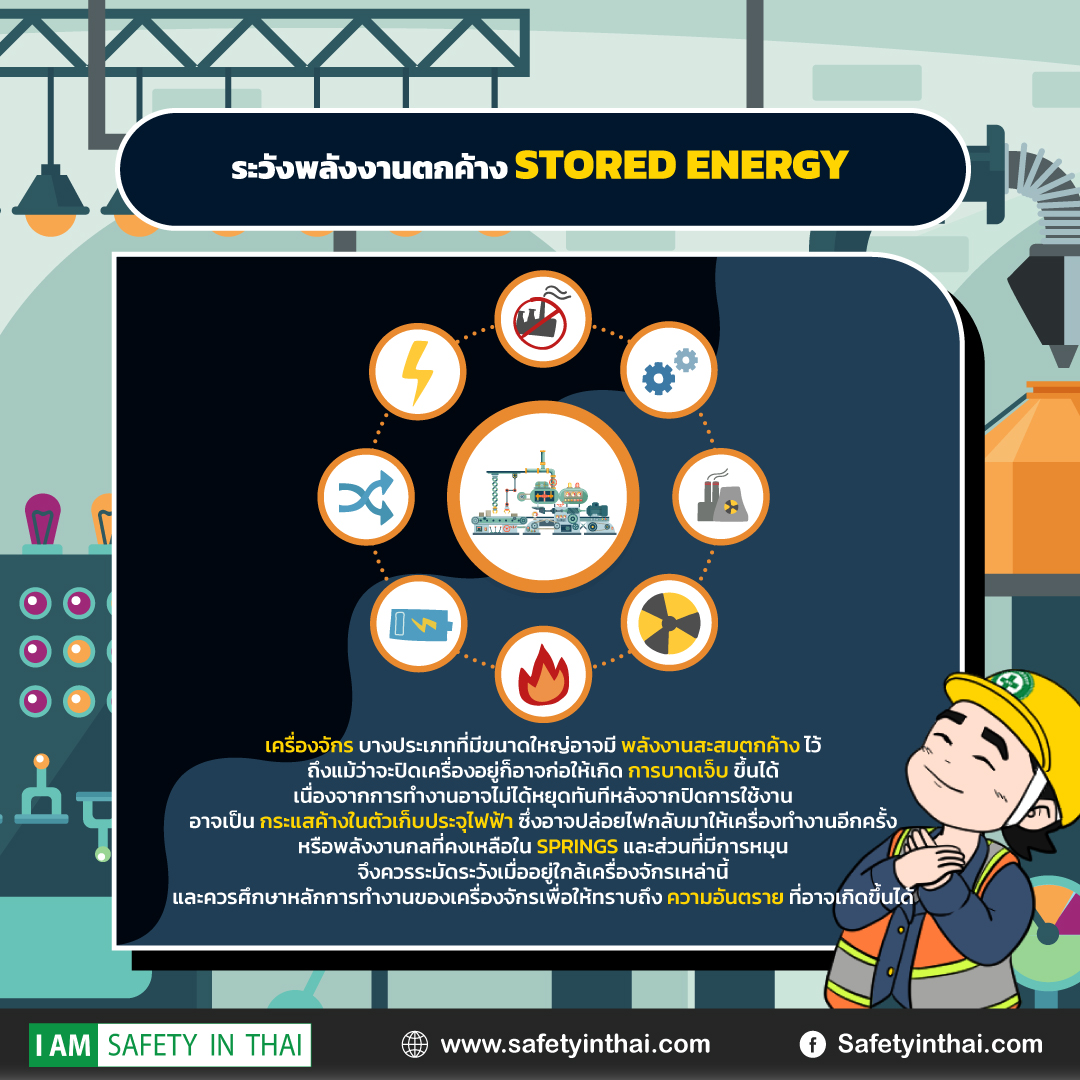 ระวังพลังงานตกค้าง STORED ENERGY
เครื่องจักร บางประเภทที่มีขนาดใหญ่อาจมี พลังงานสะสมตกค้าง ไว้
ถึงแม้ว่าจะปิดเครื่องอยู่ก็อาจก่อให้เกิด การบาดเจ็บ ขึ้นได้
เนื่องจากการทำงานอาจไม่ได้หยุดทันทีหลังจากปิดการใช้งาน
อาจเป็น กระแสค้างในตัวเก็บประจุไฟฟ้า ซึ่งอาจปล่อยไฟกลับมาให้เครื่องทำงานอีกครั้ง
หรือพลังงานกลที่คงเหลือใน SPRINGS และส่วนที่มีการหมุน
จึงควรระมัดระวังเมื่ออยู่ใกล้เครื่องจักรเหล่านี้
และควรศึกษาหลักการทำงานของเครื่องจักรเพื่อให้ทราบถึง ความอันตราย ที่อาจเกิดขึ้นได้
I AM SAFETY IN THAI
www.safetyinthai.com
Safetyinthai.com